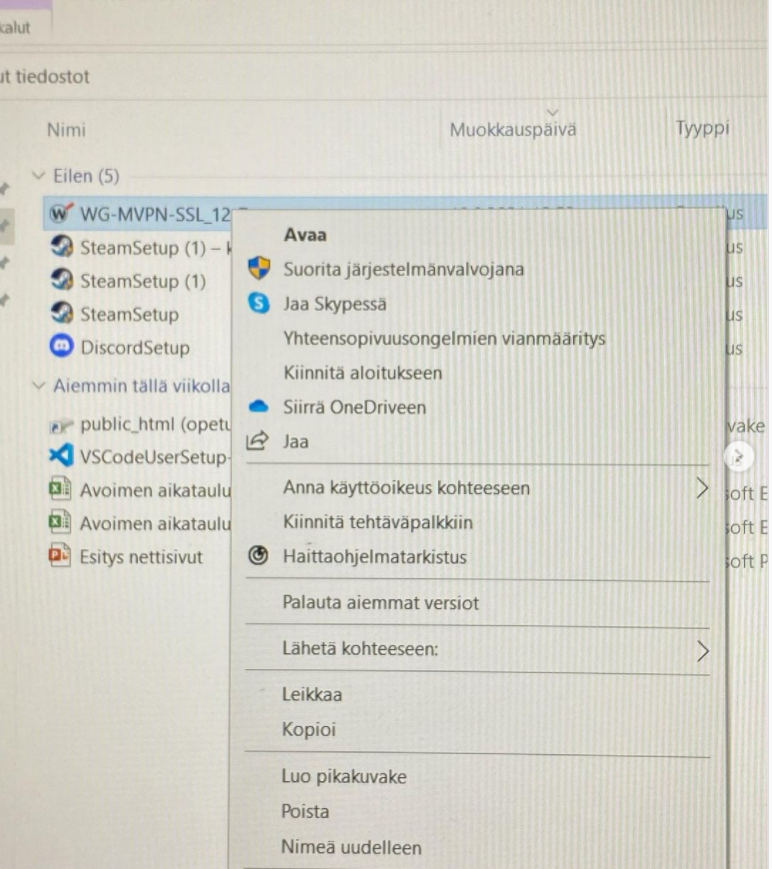 kalut
ut tiedostot
Nimi
Muokkauspäivä
Tyyppi
Eilen (5)
WG-MVPN-SSL_12
us
Avaa
SteamSetup (1) –
us
Suorita järjestelmänvalvojana
SteamSetup (1)
us
Jaa Skypessä
SteamSetup
us
Yhteensopivuusongelmien vianmääritys
DiscordSetup
us
Kiinnitä aloitukseen
Aiemmin tällä viikolla
Siirrä OneDriveen
public_html (opetu
vake
Jaa
VSCodeUserSetup-
Anna käyttöoikeus kohteeseen
Avoimen aikataulu
soft E
Kiinnitä tehtäväpalkkiin
Avoimen aikataulu
soft E
Haittaohjelmatarkistus
Esitys nettisivut
soft P
Palauta aiemmat versiot
Lähetä kohteeseen:
Leikkaa
Kopioi
Luo pikakuvake
Poista
Nimeä uudelleen